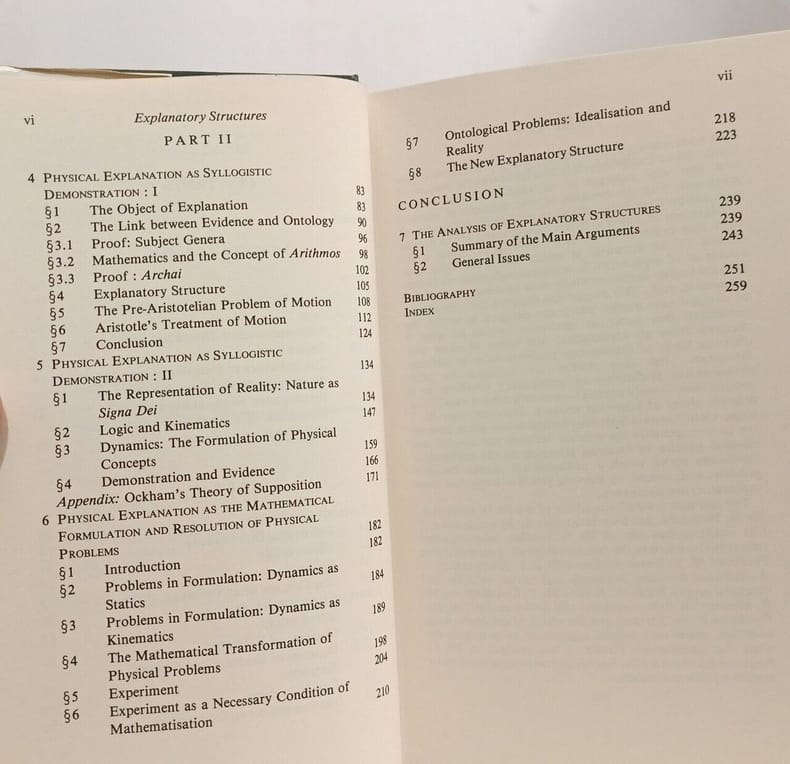 vi Explanatory Structures
PART II
4 PHYSICAL EXPLANATION AS SYLLOGISTIC
DEMONSTRATION : I 83
§1 The Object of Explanation 83
§2 The Link between Evidence and Ontology 90
§3.1 Proof: Subject Genera 96
§3.2 Mathematics and the Concept of Arithmos 98
§3.3 Proof : Archai 102
§4 Explanatory Structure 105
§5 The Pre-Aristotelian Problem of Motion 108
§6 Aristotle's Treatment of Motion 112
§7 Conclusion 124
5 PHYSICAL EXPLANATION AS SYLLOGISTIC
DEMONSTRATION : II 134
§1 The Representation of Reality: Nature as
Signa Dei 134
§2 Logic and Kinematics 147
§3 Dynamics: The Formulation of Physical
Concepts 159
§4 Demonstration and Evidence 166
Appendix: Ockham's Theory of Supposition 171
6 PHYSICAL EXPLANATION AS THE MATHEMATICAL
FORMULATION AND RESOLUTION OF PHYSICAL
PROBLEMS 182
§1 Introduction 182
§2 Problems in Formulation: Dynamics as
Statics 184
§3 Problems in Formulation: Dynamics as
Kinematics 189
§4 The Mathematical Transformation of
Physical Problems 198
§5 Experiment 204
§6 Experiment as a Necessary Condition of
Mathematisation 210
vii
§7 Ontological Problems: Idealisation and
Reality 218
§8 The New Explanatory Structure 223
CONCLUSION
7 THE ANALYSIS OF EXPLANATORY STRUCTURES 239
§1 Summary of the Main Arguments 239
§2 General Issues 243
BIBLIOGRAPHY 251
INDEX 259